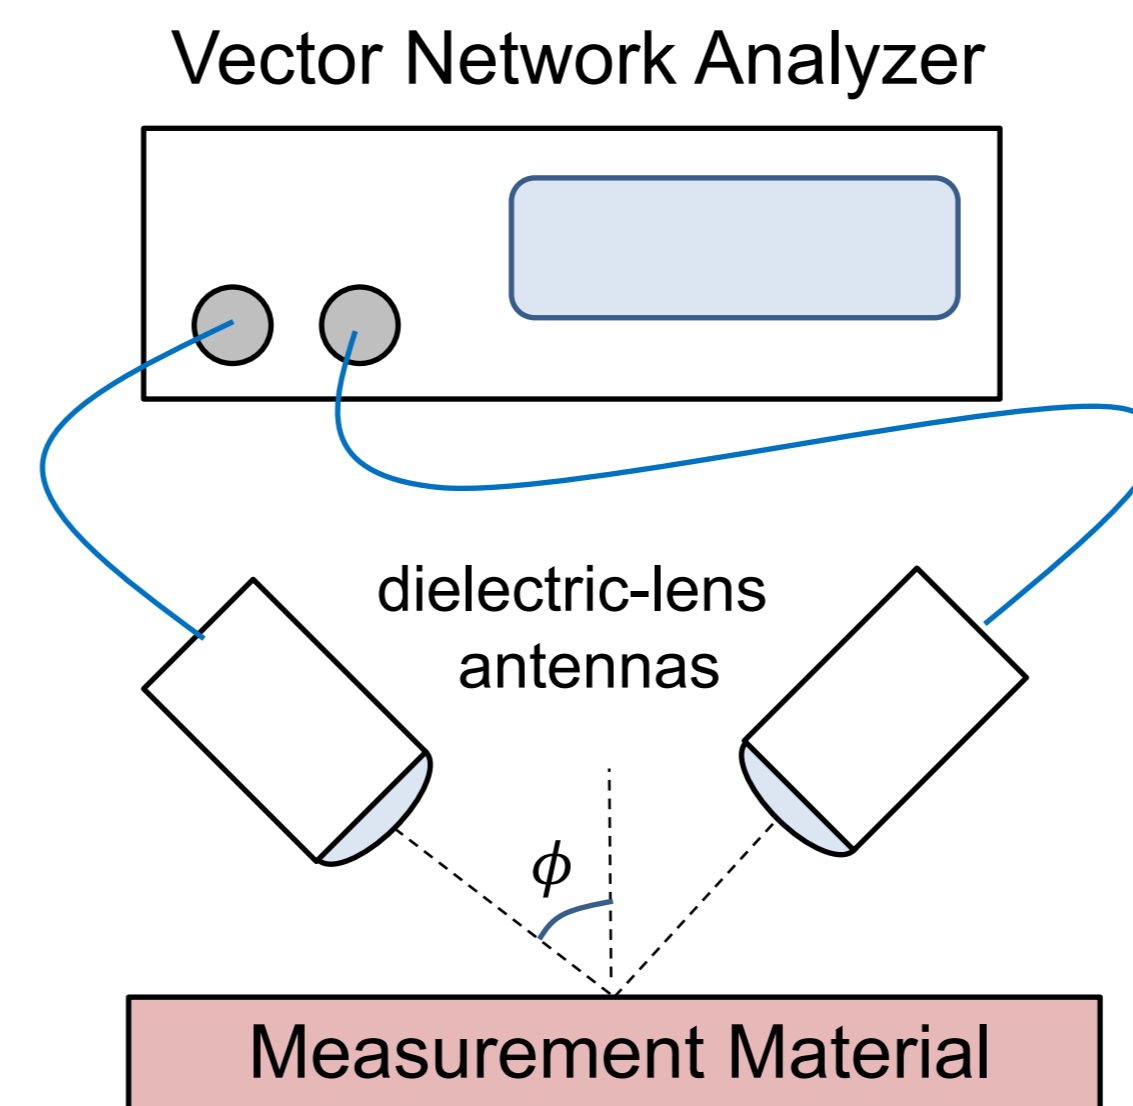 Vector Network Analyzer
dielectric-lens
antennas
ϕ
Measurement Material